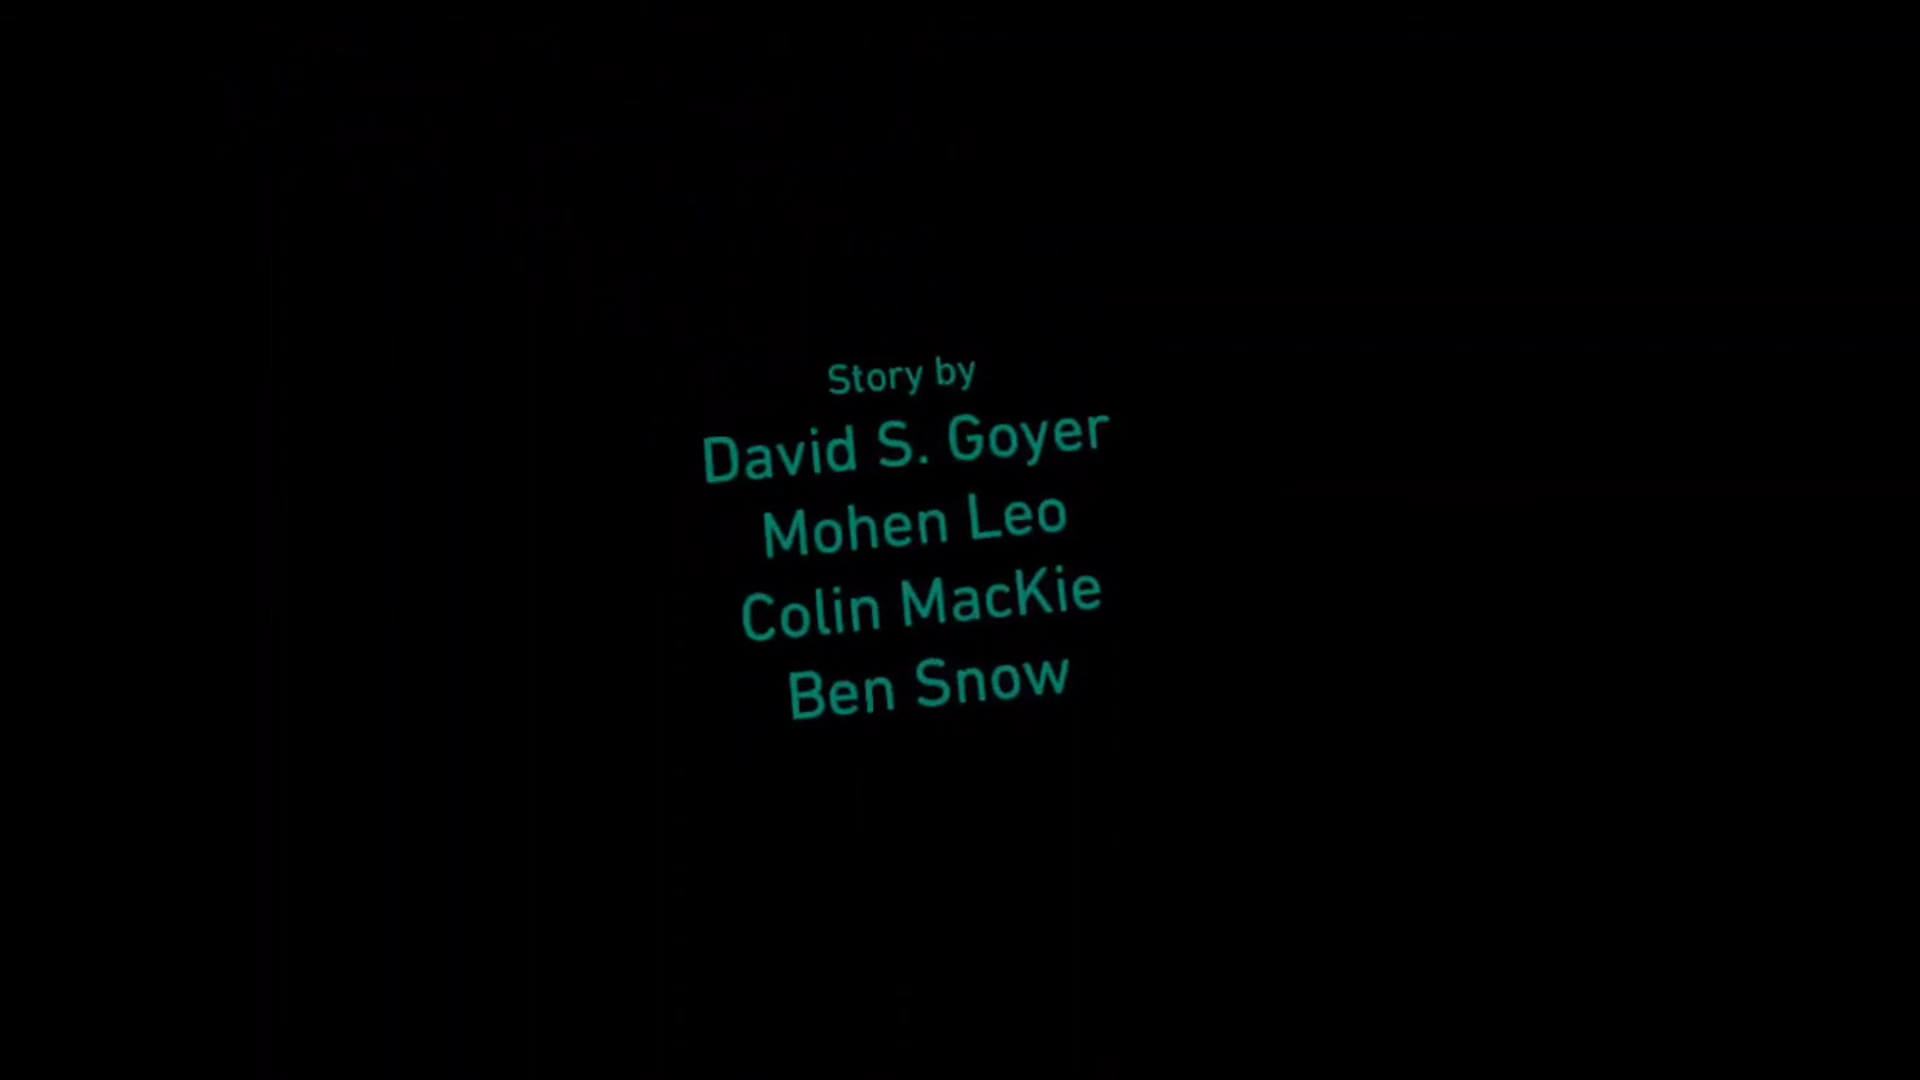 Story by
David S. Goyer
Mohen Leo
Colin MacKie
Ben Snow